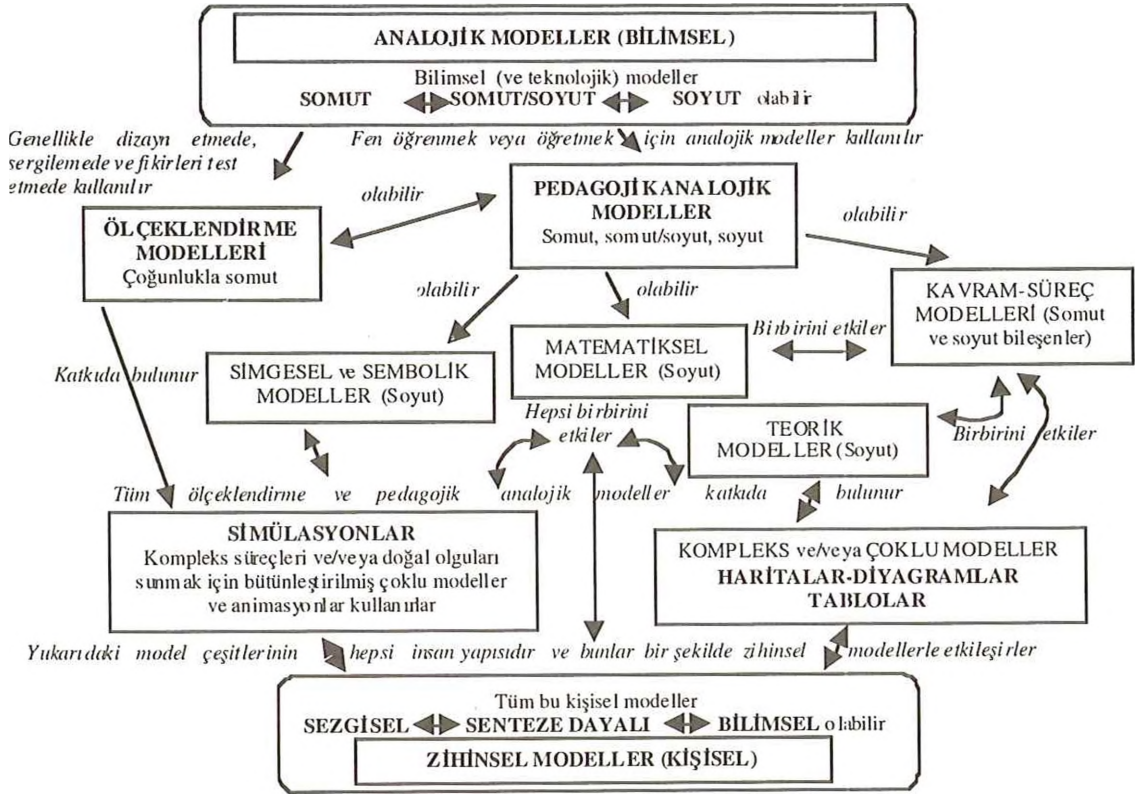 ANALOJİK MODELLER (BİLİMSEL)
Bilimsel (ve teknolojik) modeller
SOMUT SOMUT/SOYUT SOYUT olabilir
Genellikle dizayn etmede,
sergilemede ve fikirleri test
etmede kullanılır
Fen öğrenmek veya öğretmek için analojik modeller kullanılır
olabilir
PEDAGOJİK ANALOJİK
MODELLER
Somut, somut/soyut, soyut
olabilir
ÖLÇEKLENDİRME
MODELLERİ
Çoğunlukla somut
olabilir
olabilir
KAVRAM-SÜREÇ
MODELLERİ (Somut
ve soyut bileşenler)
Katkıda bulunur
SİMGESEL ve SEMBOLİK
MODELLER (Soyut)
MATEMATİKSEL
MODELLER (Soyut)
Birbirini etkiler
Hepsi birbirini
etkiler
TEORİK
MODELLER (Soyut)
Birbirini etkiler
Tüm ölçeklendirme ve pedagojik analojik modeller katkıda bulunur
SİMÜLASYONLAR
Kompleks süreçleri ve/veya doğal olguları
sunmak için bütünleştirilmiş çoklu modeller
ve animasyonlar kullanırlar
KOMPLEKS ve/veya ÇOKLU MODELLER
HARİTALAR-DİYAGRAMLAR
TABLOLAR
Yukarıdaki model çeşitlerinin hepsi insan yapısıdır ve bunlar bir şekilde zihinsel modellerle etkileşirler
Tüm bu kişisel modeller
SEZGİSEL SENTEZE DAYALI BİLİMSEL olabilir
ZİHİNSEL MODELLER (KİŞİSEL)